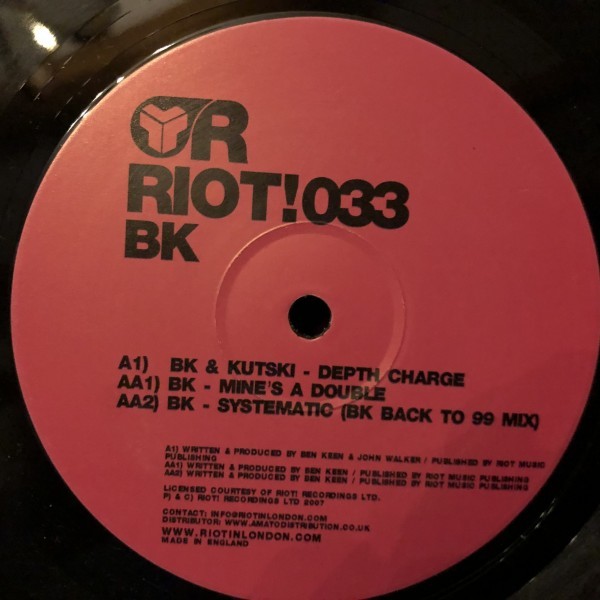 R
RIOT!033
BK
A1) BK & KUTSKI - DEPTH CHARGE
AA1) BK - MINE'S A DOUBLE
AA2) BK - SYSTEMATIC (BK BACK TO 99 MIX)
A1) WRITTEN & PRODUCED BY BEN KEEN & JOHN WALKER / PUBLISHED BY RIOT MUSIC
PUBLISHING
AA1) WRITTEN & PRODUCED BY BEN KEEN / PUBLISHED BY RIOT MUSIC PUBLISHING
AA2) WRITTEN & PRODUCED BY BEN KEEN / PUBLISHED BY RIOT MUSIC PUBLISHING
LICENSED COURTESY OF RIOT! RECORDINGS LTD.
P) & C) RIOT! RECORDINGS LTD 2007
CONTACT: INFO@RIOTINLONDON.COM
DISTRIBUTOR: WWW.AMATODISTRIBUTION.CO.UK
WWW.RIOTINLONDON.COM
MADE IN ENGLAND